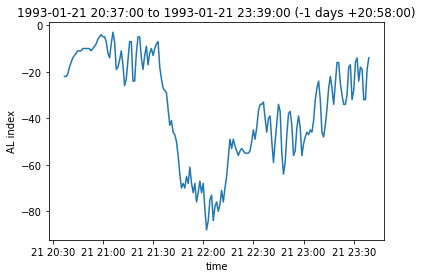 1993-01-21 20:37:00 to 1993-01-21 23:39:00 (-1 days +20:58:00)
0
−20
−40
−60
−80
AL index
21 20:30 21 21:00 21 21:30 21 22:00 21 22:30 21 23:00 21 23:30
time